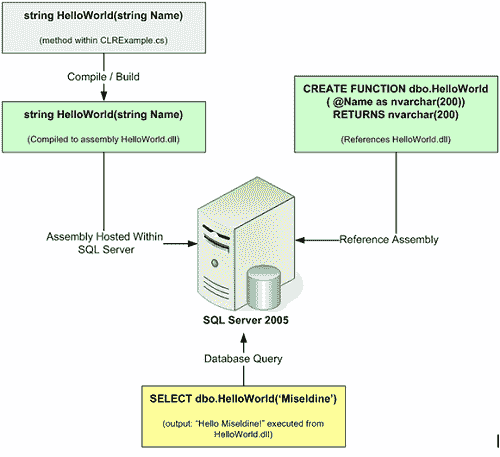 string HelloWorld(string Name)
(method within CLRExample.cs)
Compile / Build
string HelloWorld(string Name)
(Compiled to assembly HelloWorld.dll)
CREATE FUNCTION dbo.HelloWorld
( @Name as nvarchar(200))
RETURNS nvarchar(200)
(References HelloWorld.dll)
Assembly Hosted Within
SQL Server
Reference Assembly
SQL Server 2005
Database Query
SELECT dbo.HelloWorld(‘Miseldine’)
(output: “Hello Miseldine!” executed from
HelloWorld.dll)